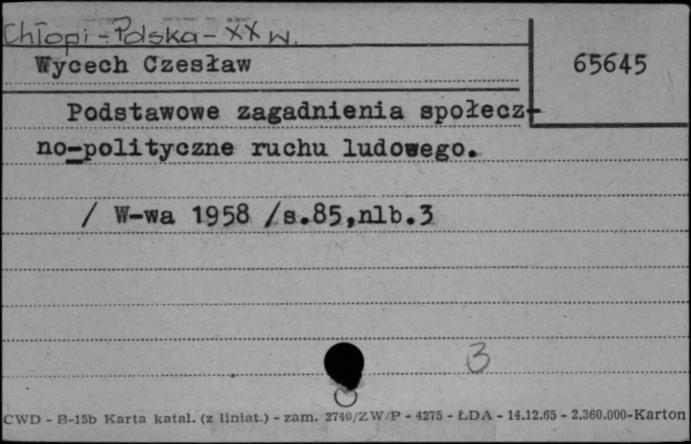 Chłopi - Polska - XX w.
Wycech Czesław
65645
Podstawowe zagadnienia społecz-
no-polityczne ruchu ludowego.
/ W-wa 1958 /s.85,nlb.3
3
CWD - B-15b Karta katal. (z liniat.) - zam. 2740/ZW/P - 4275 - ŁDA - 14.12.65 - 2.360.000-Karton